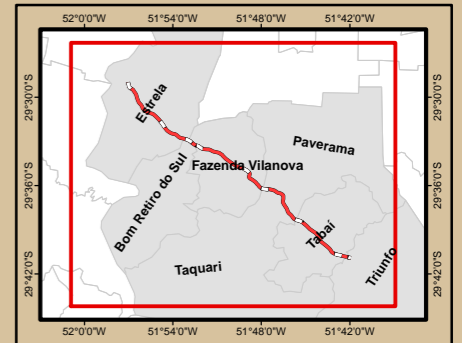 52°0'0"W 51°54'0"W 51°48'0"W 51°42'0"W
29°30'0"S
29°30'0"S
Estrela
Paverama
Fazenda Vilanova
Bom Retiro do Sul
29°36'0"S
29°36'0"S
Tabaí
Triunfo
Taquari
29°42'0"S
29°42'0"S
52°0'0"W 51°54'0"W 51°48'0"W 51°42'0"W